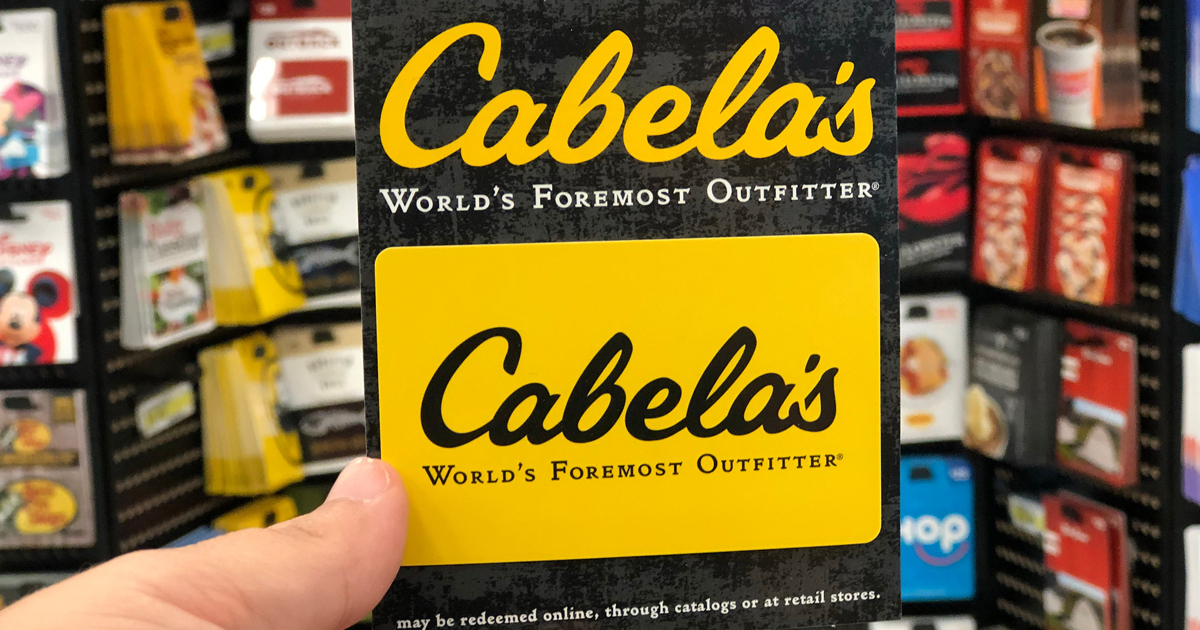 Cabela's
WORLD'S FOREMOST OUTFITTER®
Cabela's
WORLD'S FOREMOST OUTFITTER®
may be redeemed online, through catalogs or at retail stores.